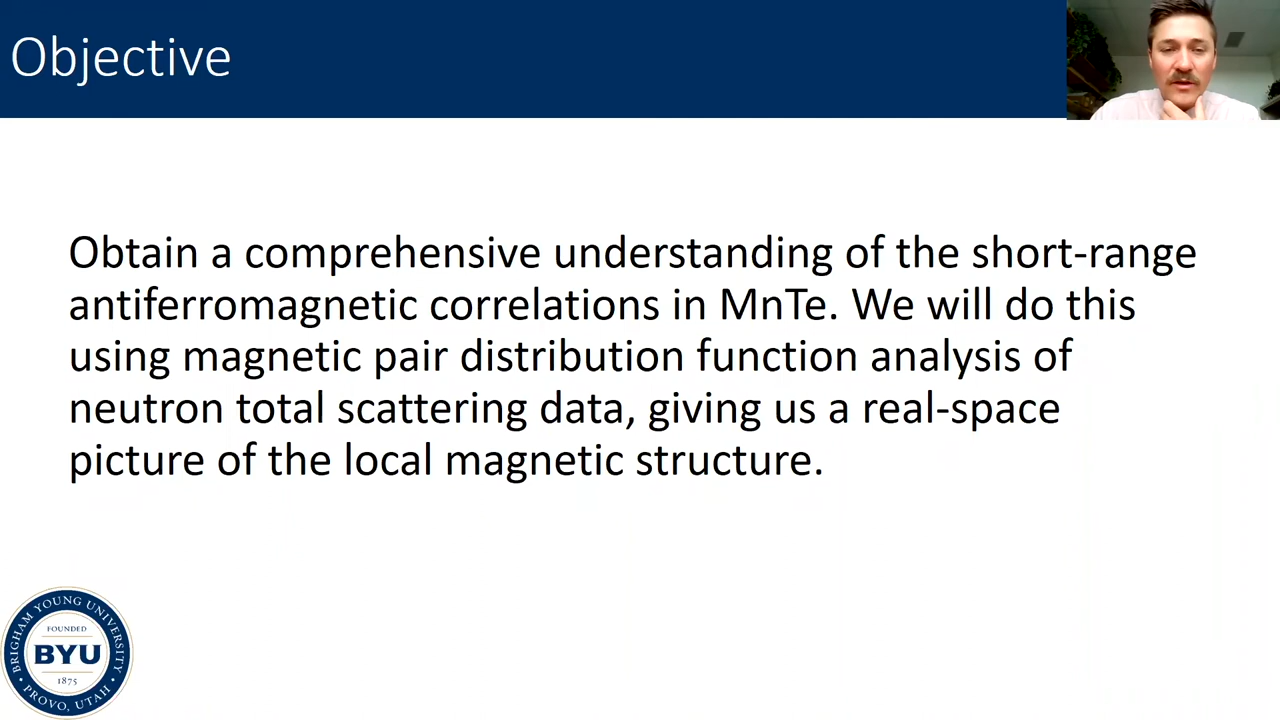 Objective
Obtain a comprehensive understanding of the short-range
antiferromagnetic correlations in MnTe. We will do this
using magnetic pair distribution function analysis of
neutron total scattering data, giving us a real-space
picture of the local magnetic structure.
BRIGHAM YOUNG UNIVERSITY
FOUNDED
BYU
1875
PROVO, UTAH